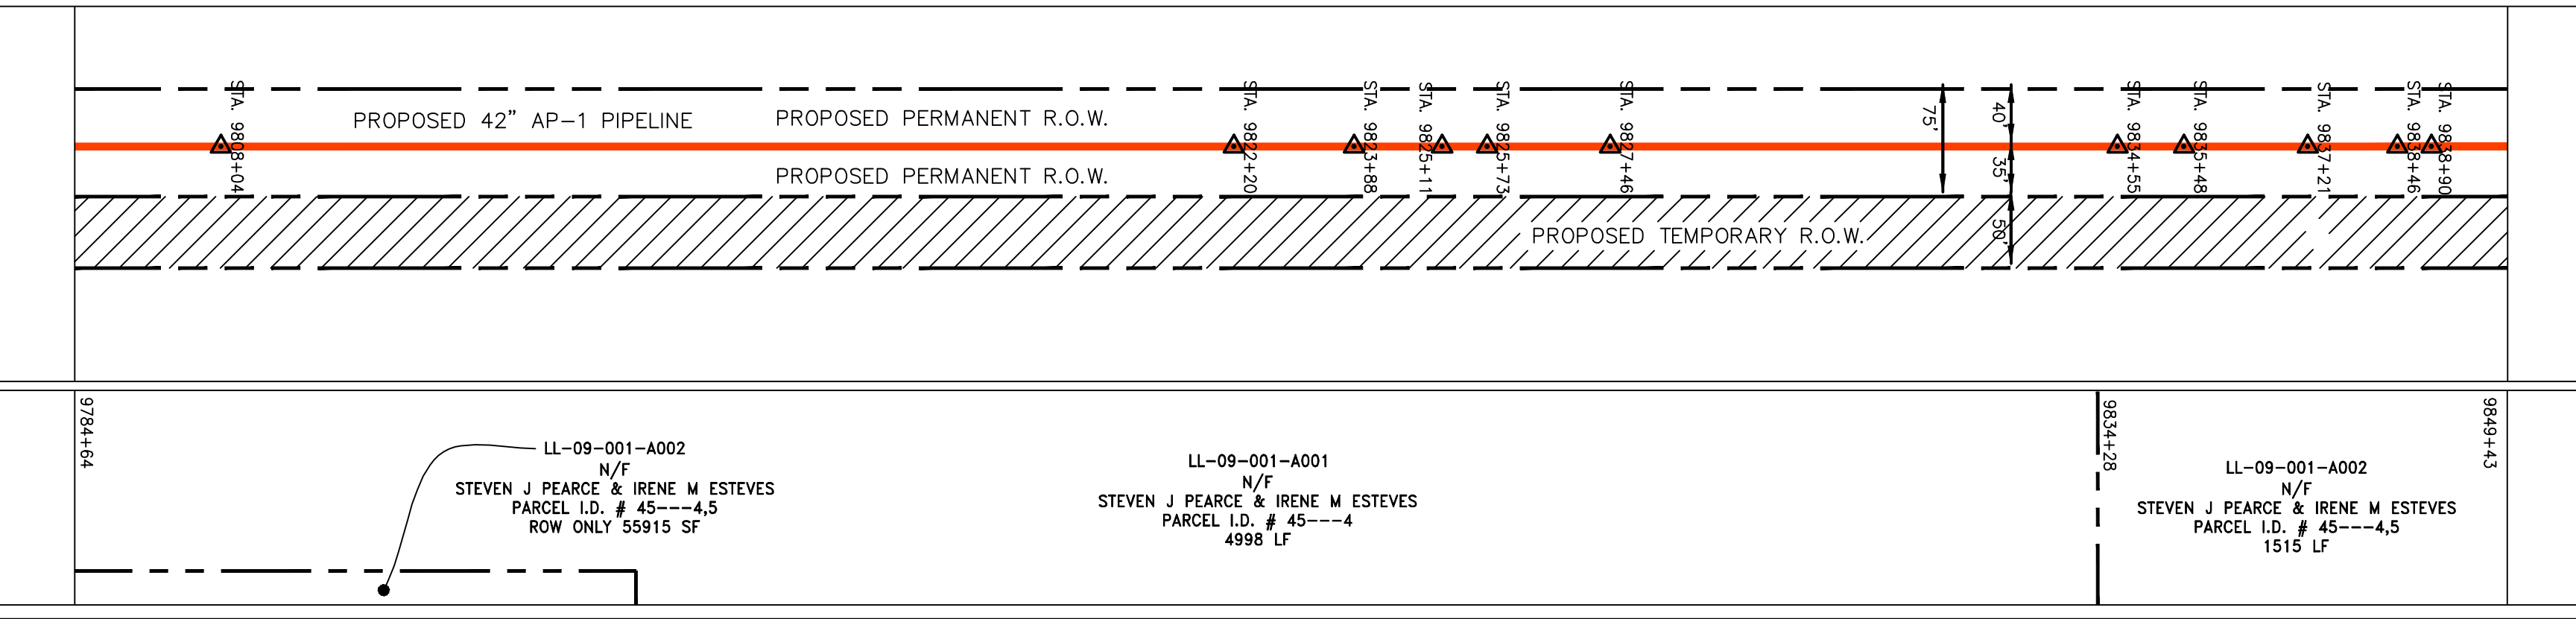 STA. 9808+04
PROPOSED 42" AP-1 PIPELINE
PROPOSED PERMANENT R.O.W.
STA. 9822+20
STA. 9823+88
STA. 9825+11
STA. 9825+73
STA. 9827+46
75'
40'
STA. 9834+55
STA. 9835+48
STA. 9837+21
STA. 9838+46
STA. 9838+90
PROPOSED PERMANENT R.O.W.
35'
PROPOSED TEMPORARY R.O.W.
50'
9784+64
LL-09-001-A002
N/F
STEVEN J PEARCE & IRENE M ESTEVES
PARCEL I.D. # 45---4,5
ROW ONLY 55915 SF
LL-09-001-A001
N/F
STEVEN J PEARCE & IRENE M ESTEVES
PARCEL I.D. # 45---4
4998 LF
9834+28
LL-09-001-A002
N/F
STEVEN J PEARCE & IRENE M ESTEVES
PARCEL I.D. # 45---4,5
1515 LF
9849+43